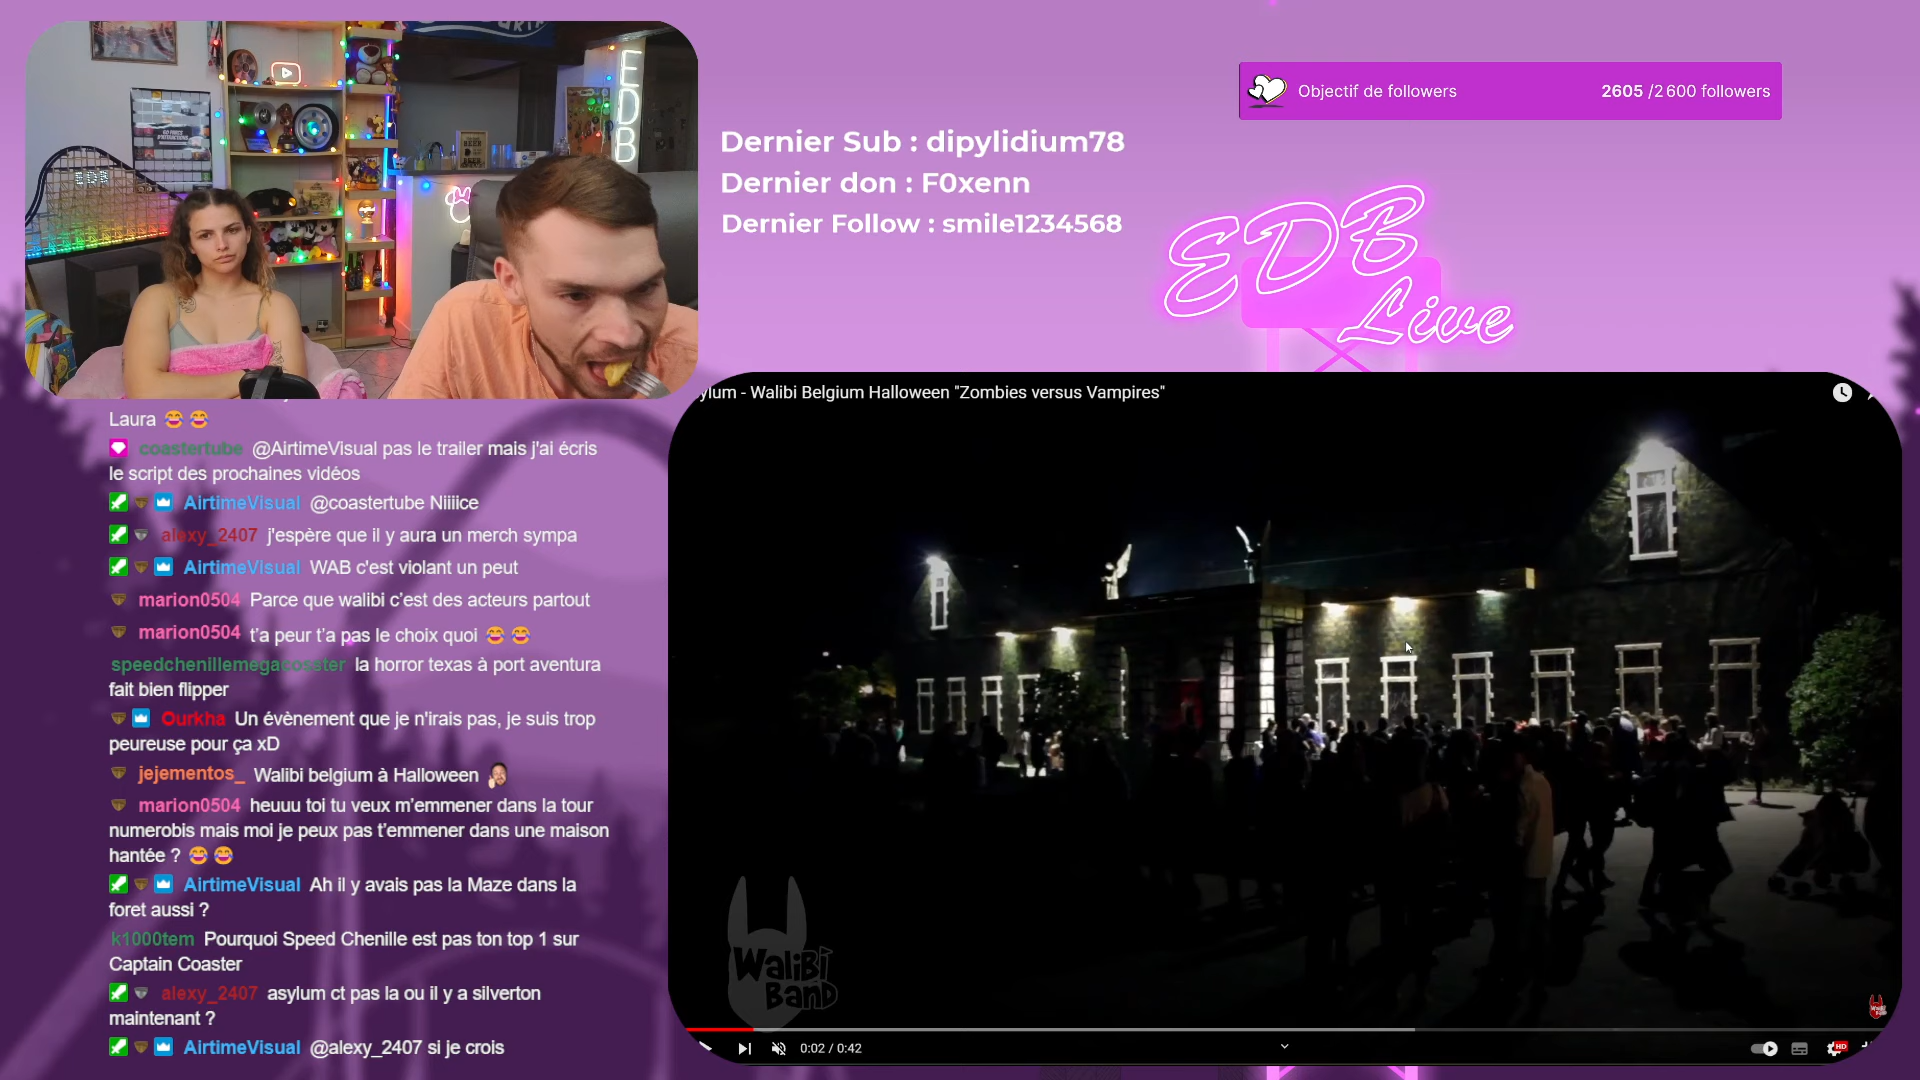 EDB
EDB
Objectif de followers
2605 /2 600 followers
Dernier Sub : dipylidium78
Dernier don : F0xenn
Dernier Follow : smile1234568
EDB
Live
ylum - Walibi Belgium Halloween "Zombies versus Vampires"
Laura 😂 😂
coastertube @AirtimeVisual pas le trailer mais j'ai écris
le script des prochaines vidéos
AirtimeVisual @coastertube Niiiice
alexy_2407 j'espère que il y aura un merch sympa
AirtimeVisual WAB c'est violant un peut
marion0504 Parce que walibi c’est des acteurs partout
marion0504 t’a peur t’a pas le choix quoi 😂 😂
speedchenillemegacosster la horror texas à port aventura
fait bien flipper
Ourkha Un évènement que je n'irais pas, je suis trop
peureuse pour ça xD
jejementos_ Walibi belgium à Halloween
marion0504 heuuu toi tu veux m’emmener dans la tour
numerobis mais moi je peux pas t’emmener dans une maison
hantée ? 😂 😂
AirtimeVisual Ah il y avais pas la Maze dans la
foret aussi ?
k1000tem Pourquoi Speed Chenille est pas ton top 1 sur
Captain Coaster
alexy_2407 asylum ct pas la ou il y a silverton
maintenant ?
AirtimeVisual @alexy_2407 si je crois
WaliBi
BanD
0:02 / 0:42
HD